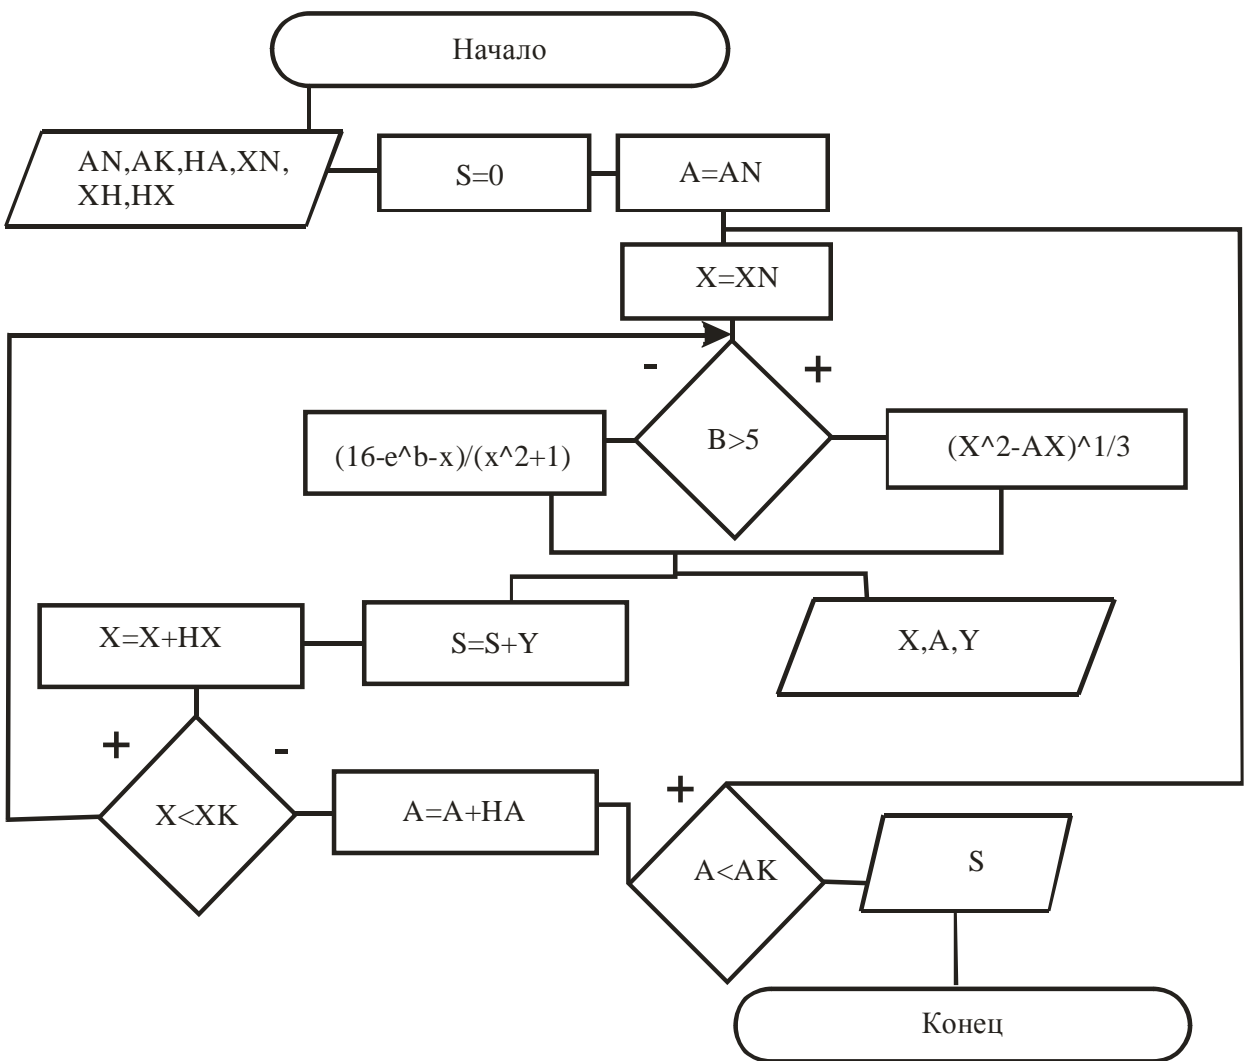 Начало
AN,AK,HA,XN,
XH,HX
S=0
A=AN
X=XN
-
+
(16-e^b-x)/(x^2+1)
B>5
(X^2-AX)^1/3
X=X+HX
S=S+Y
X,A,Y
+
-
X<XK
A=A+HA
+
A<AK
S
Конец